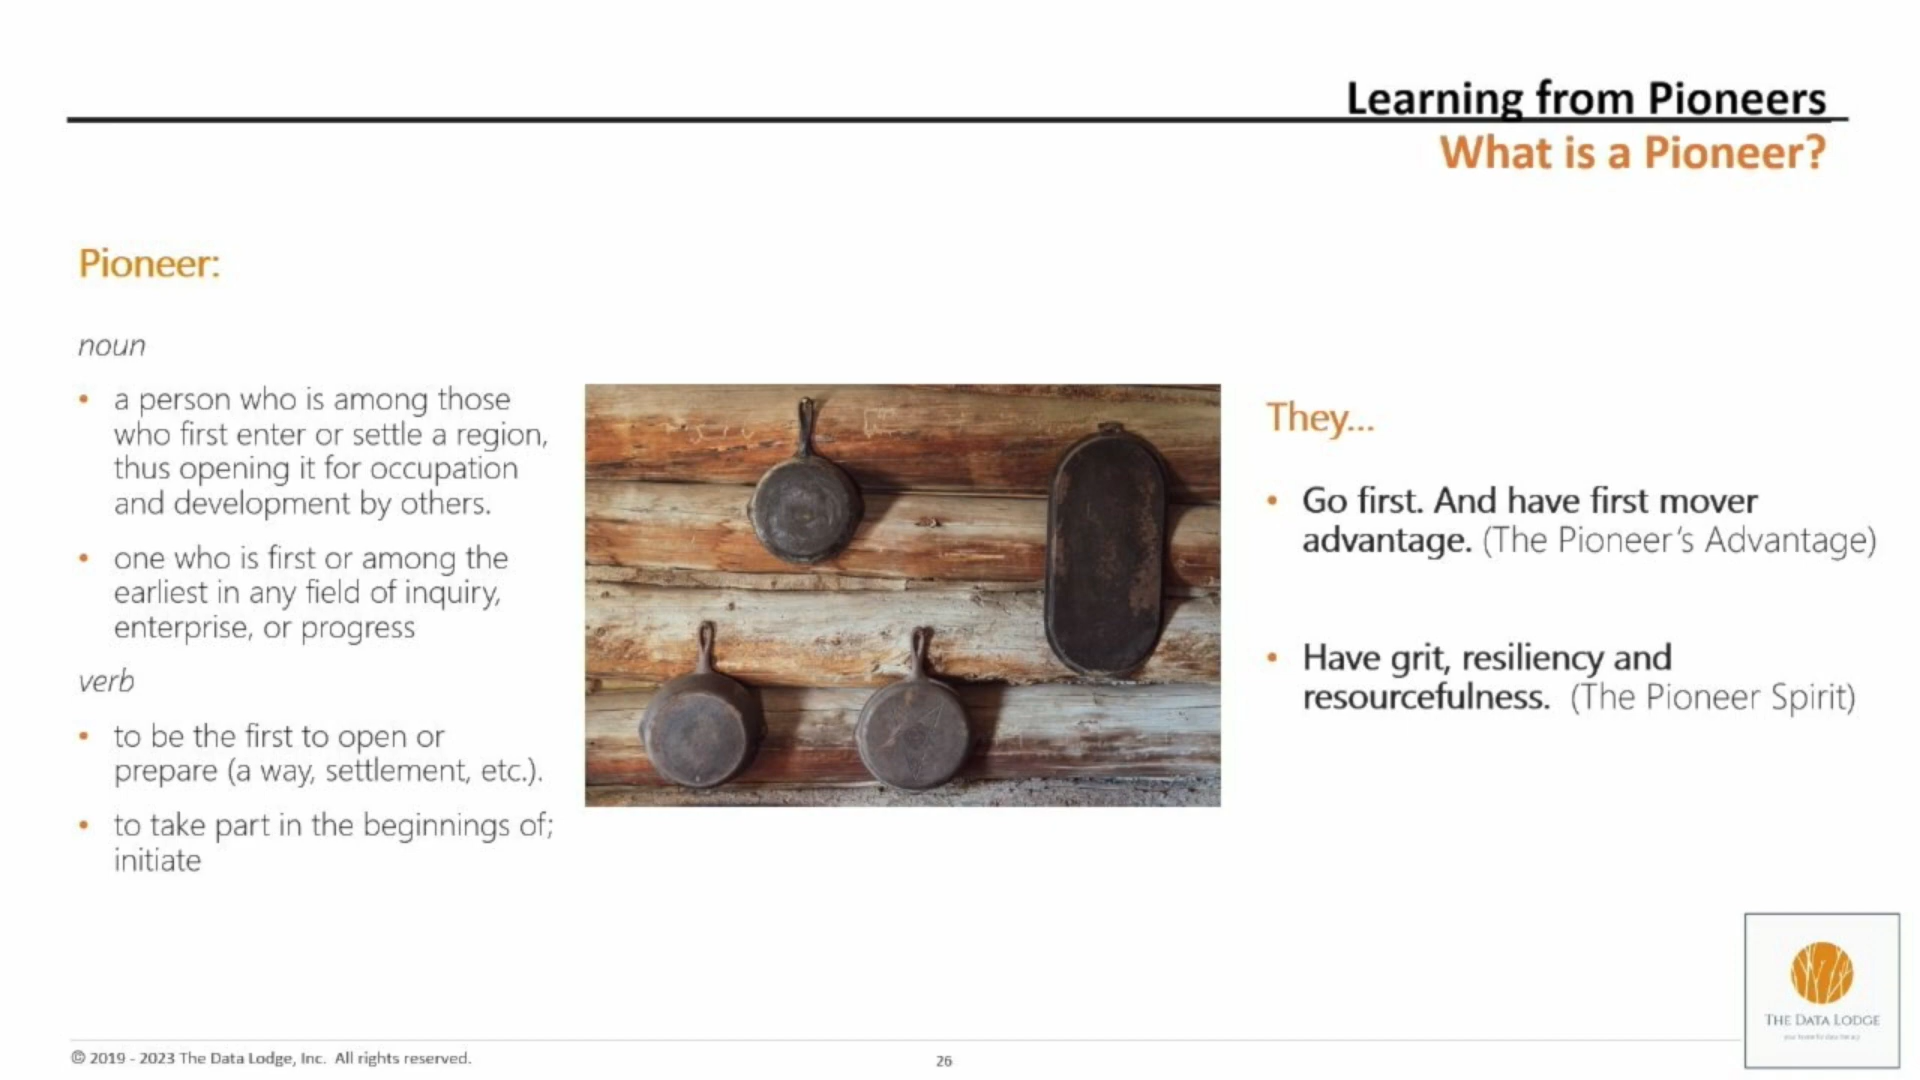 Learning from Pioneers
What is a Pioneer?
Pioneer:
noun
• a person who is among those
who first enter or settle a region,
thus opening it for occupation
and development by others.
• one who is first or among the
earliest in any field of inquiry,
enterprise, or progress
verb
• to be the first to open or
prepare (a way, settlement, etc.).
• to take part in the beginnings of;
initiate
They...
• Go first. And have first mover
advantage. (The Pioneer's Advantage)
• Have grit, resiliency and
resourcefulness. (The Pioneer Spirit)
THE DATA LODGE
© 2019 - 2023 The Data Lodge, Inc. All rights reserved.
26